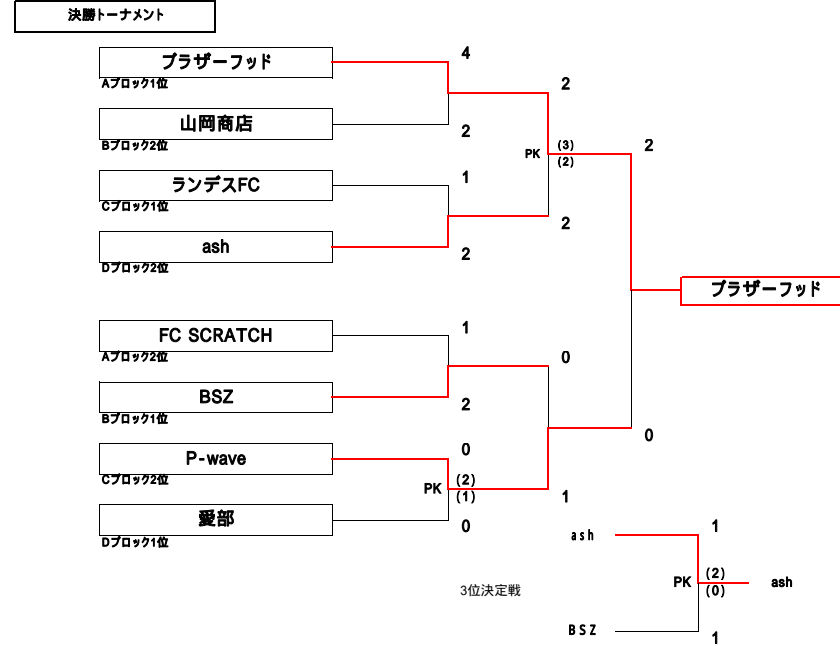 決勝トーナメント
ブラザーフッド
Aブロック1位
4
2
山岡商店
Bブロック2位
2
PK
(3)
(2)
2
ランデスFC
Cブロック1位
1
ash
Dブロック2位
2
2
ブラザーフッド
FC SCRATCH
Aブロック2位
1
0
BSZ
Bブロック1位
2
0
P-wave
Cブロック2位
0
PK
(2)
(1)
1
愛部
Dブロック1位
0
3位決定戦
ash
1
PK
(2)
(0)
ash
BSZ
1